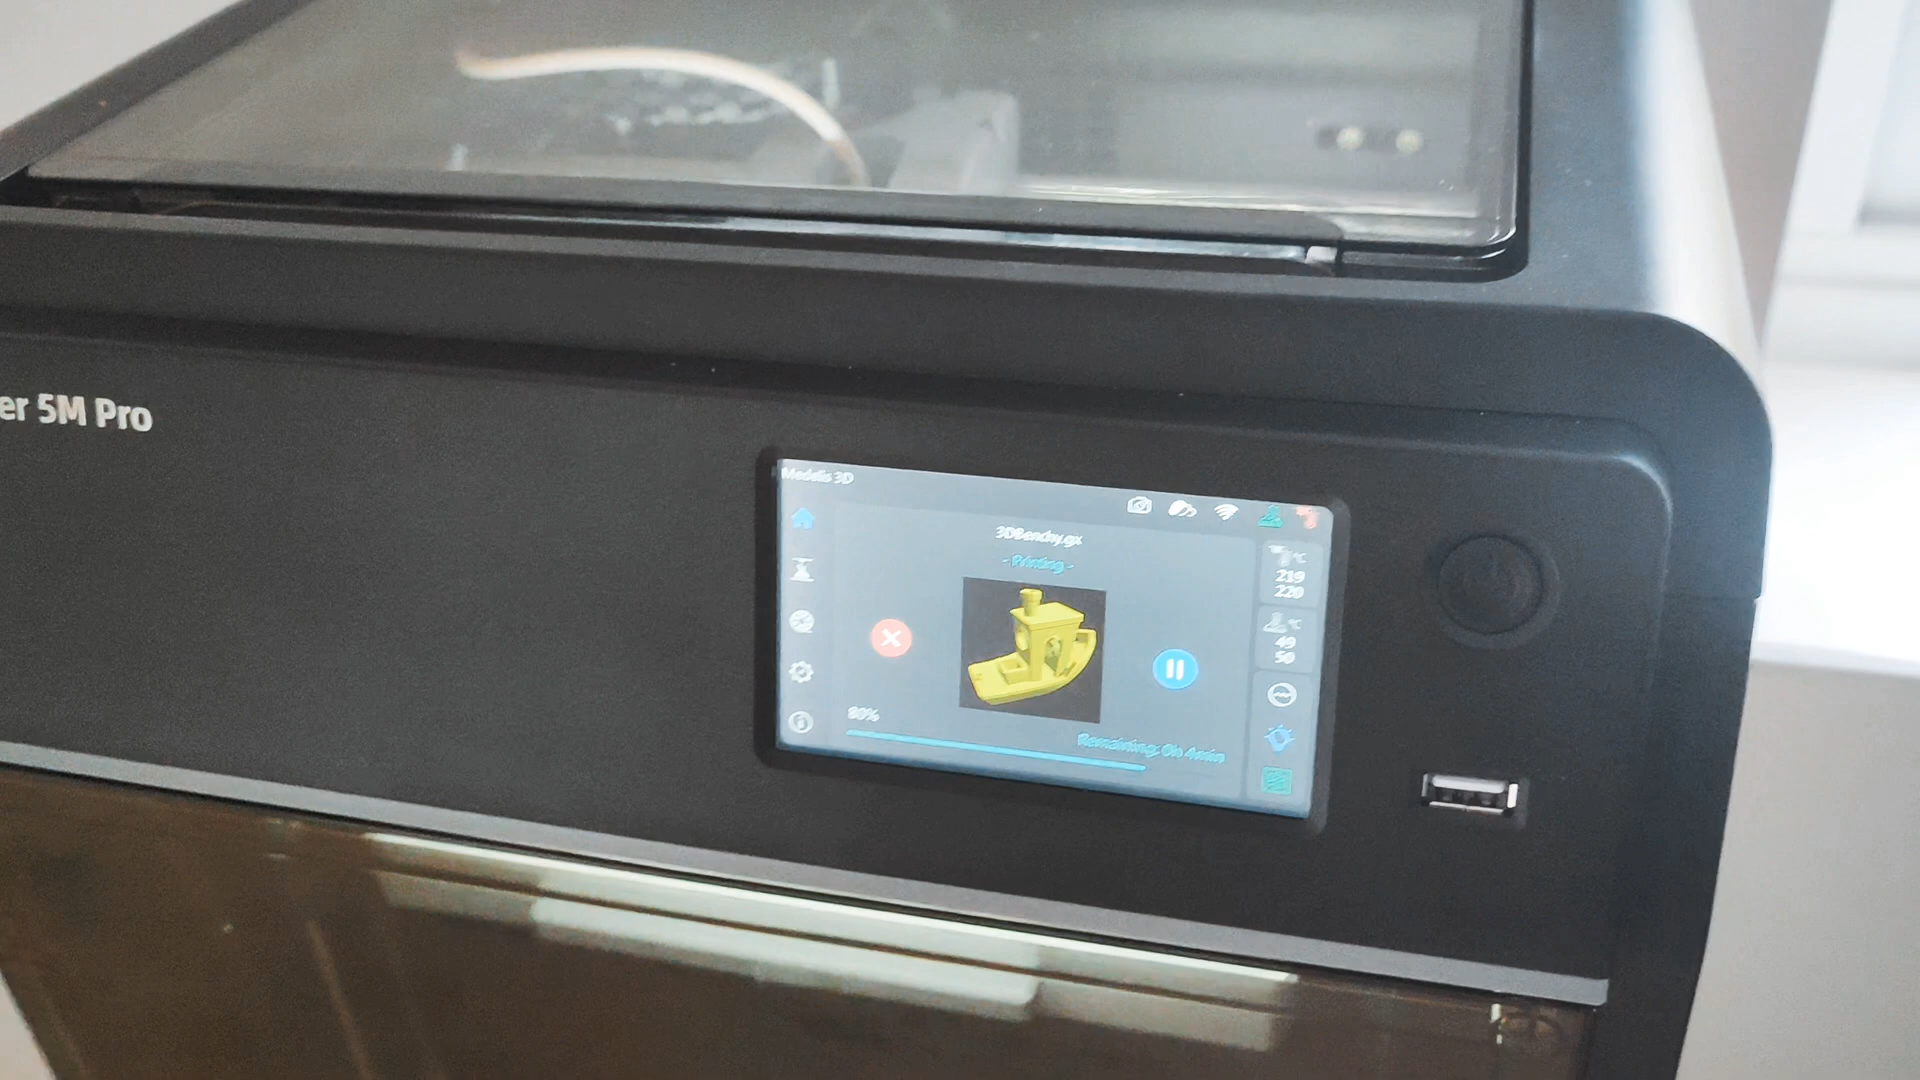 er 5M Pro
Modelis 3D
3DBenchy.gx
- Printing -
°C
219
220
°C
49
50
80%
Remaining: 0h 4min